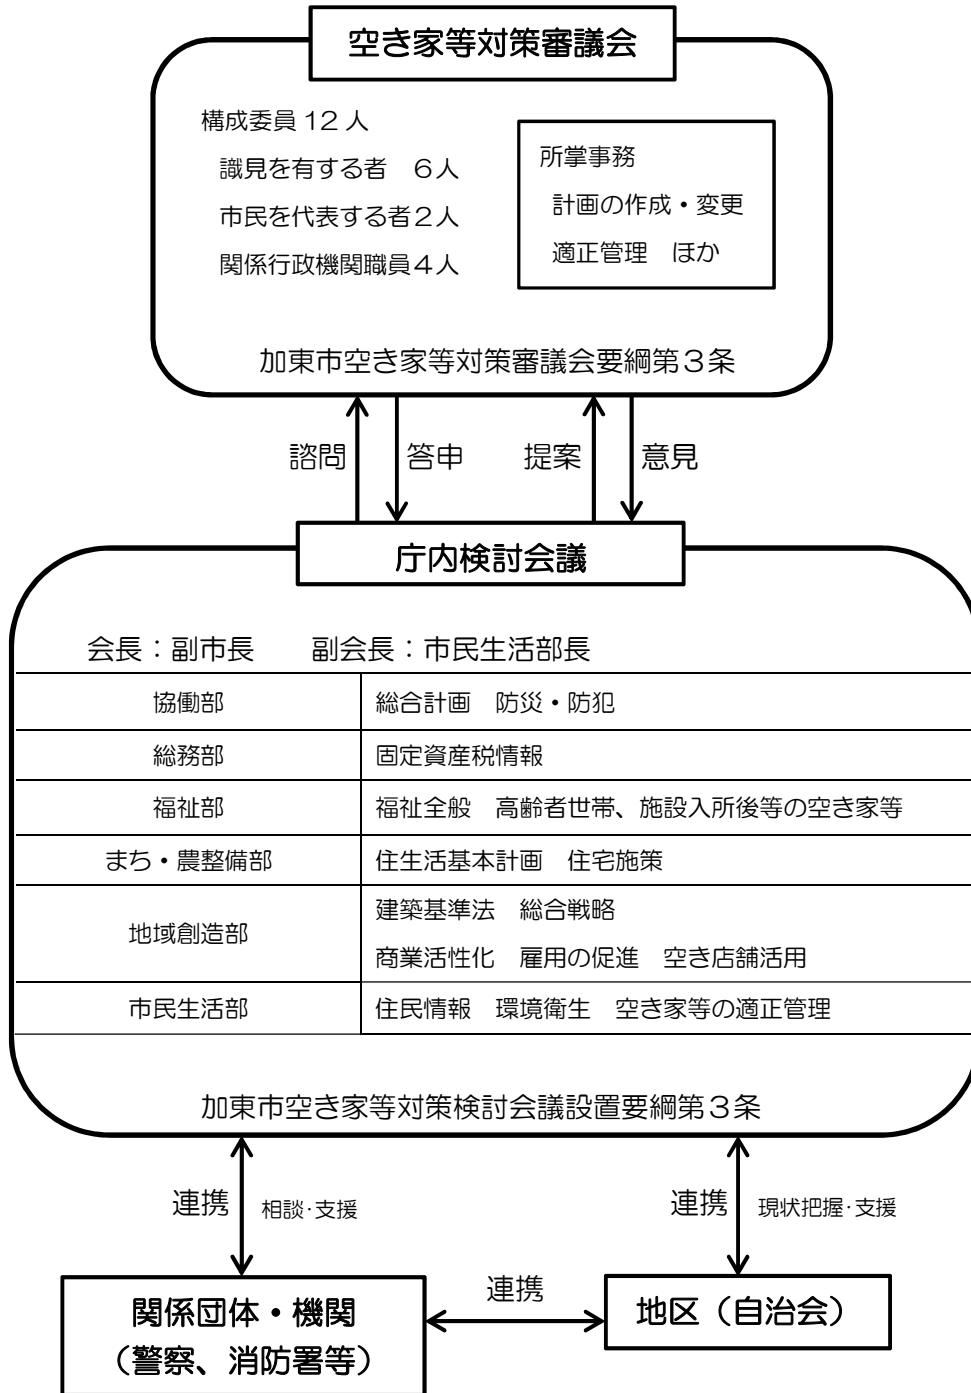 空き家等対策審議会
構成委員 12 人
識見を有する者　6人
市民を代表する者2人
関係行政機関職員4人
所掌事務
計画の作成・変更
適正管理　ほか
加東市空き家等対策審議会要綱第3条
諮問
答申
提案
意見
庁内検討会議
会長：副市長　　副会長：市民生活部長
協働部
総合計画　防災・防犯
総務部
固定資産税情報
福祉部
福祉全般　高齢者世帯、施設入所後等の空き家等
まち・農整備部
住生活基本計画　住宅施策
地域創造部
建築基準法　総合戦略
商業活性化　雇用の促進　空き店舗活用
市民生活部
住民情報　環境衛生　空き家等の適正管理
加東市空き家等対策検討会議設置要綱第3条
連携
相談･支援
連携
現状把握･支援
関係団体・機関
（警察、消防署等）
連携
地区（自治会）